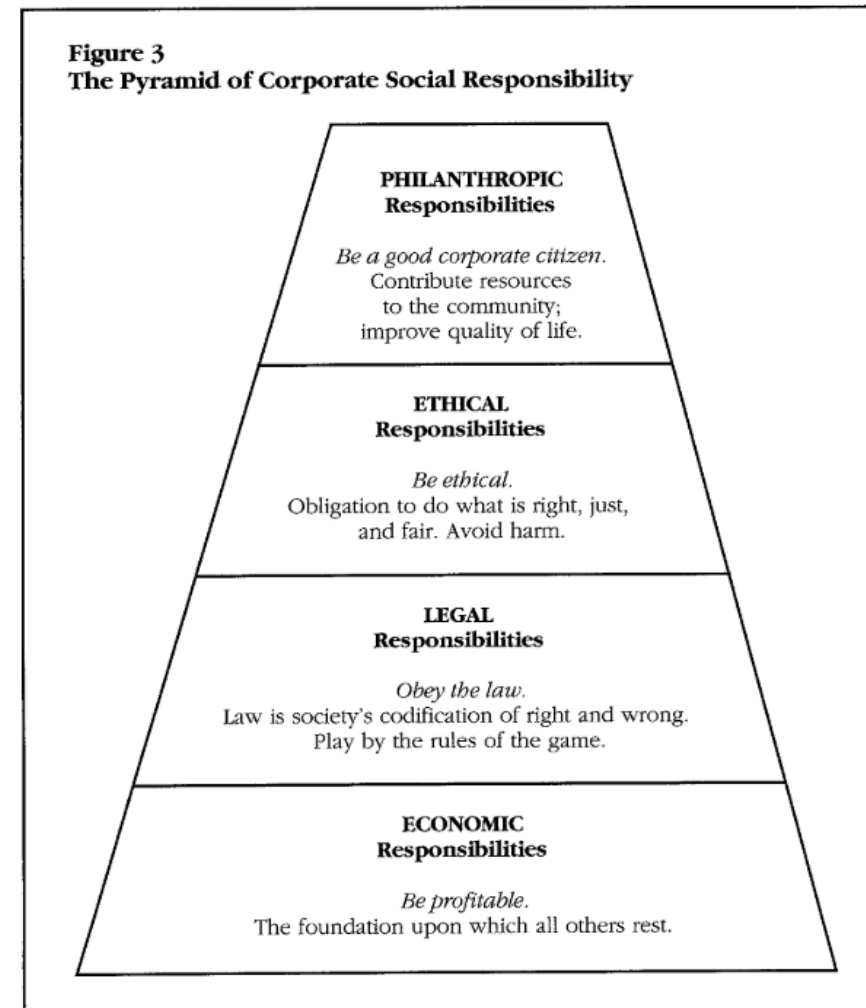 Figure 3
The Pyramid of Corporate Social Responsibility
PHILANTHROPIC
Responsibilities
Be a good corporate citizen.
Contribute resources
to the community;
improve quality of life.
ETHICAL
Responsibilities
Be ethical.
Obligation to do what is right, just,
and fair. Avoid harm.
LEGAL
Responsibilities
Obey the law.
Law is society's codification of right and wrong.
Play by the rules of the game.
ECONOMIC
Responsibilities
Be profitable.
The foundation upon which all others rest.